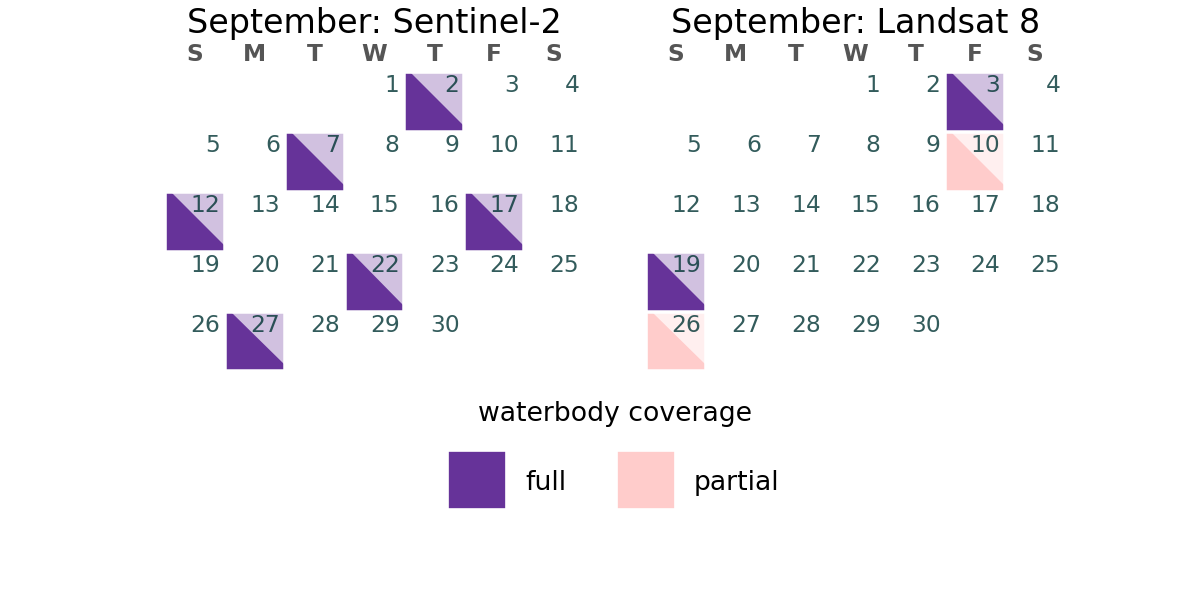 September: Sentinel-2
S M T W T F S
1 2 3 4
5 6 7 8 9 10 11
12 13 14 15 16 17 18
19 20 21 22 23 24 25
26 27 28 29 30
September: Landsat 8
S M T W T F S
1 2 3 4
5 6 7 8 9 10 11
12 13 14 15 16 17 18
19 20 21 22 23 24 25
26 27 28 29 30
waterbody coverage
full partial